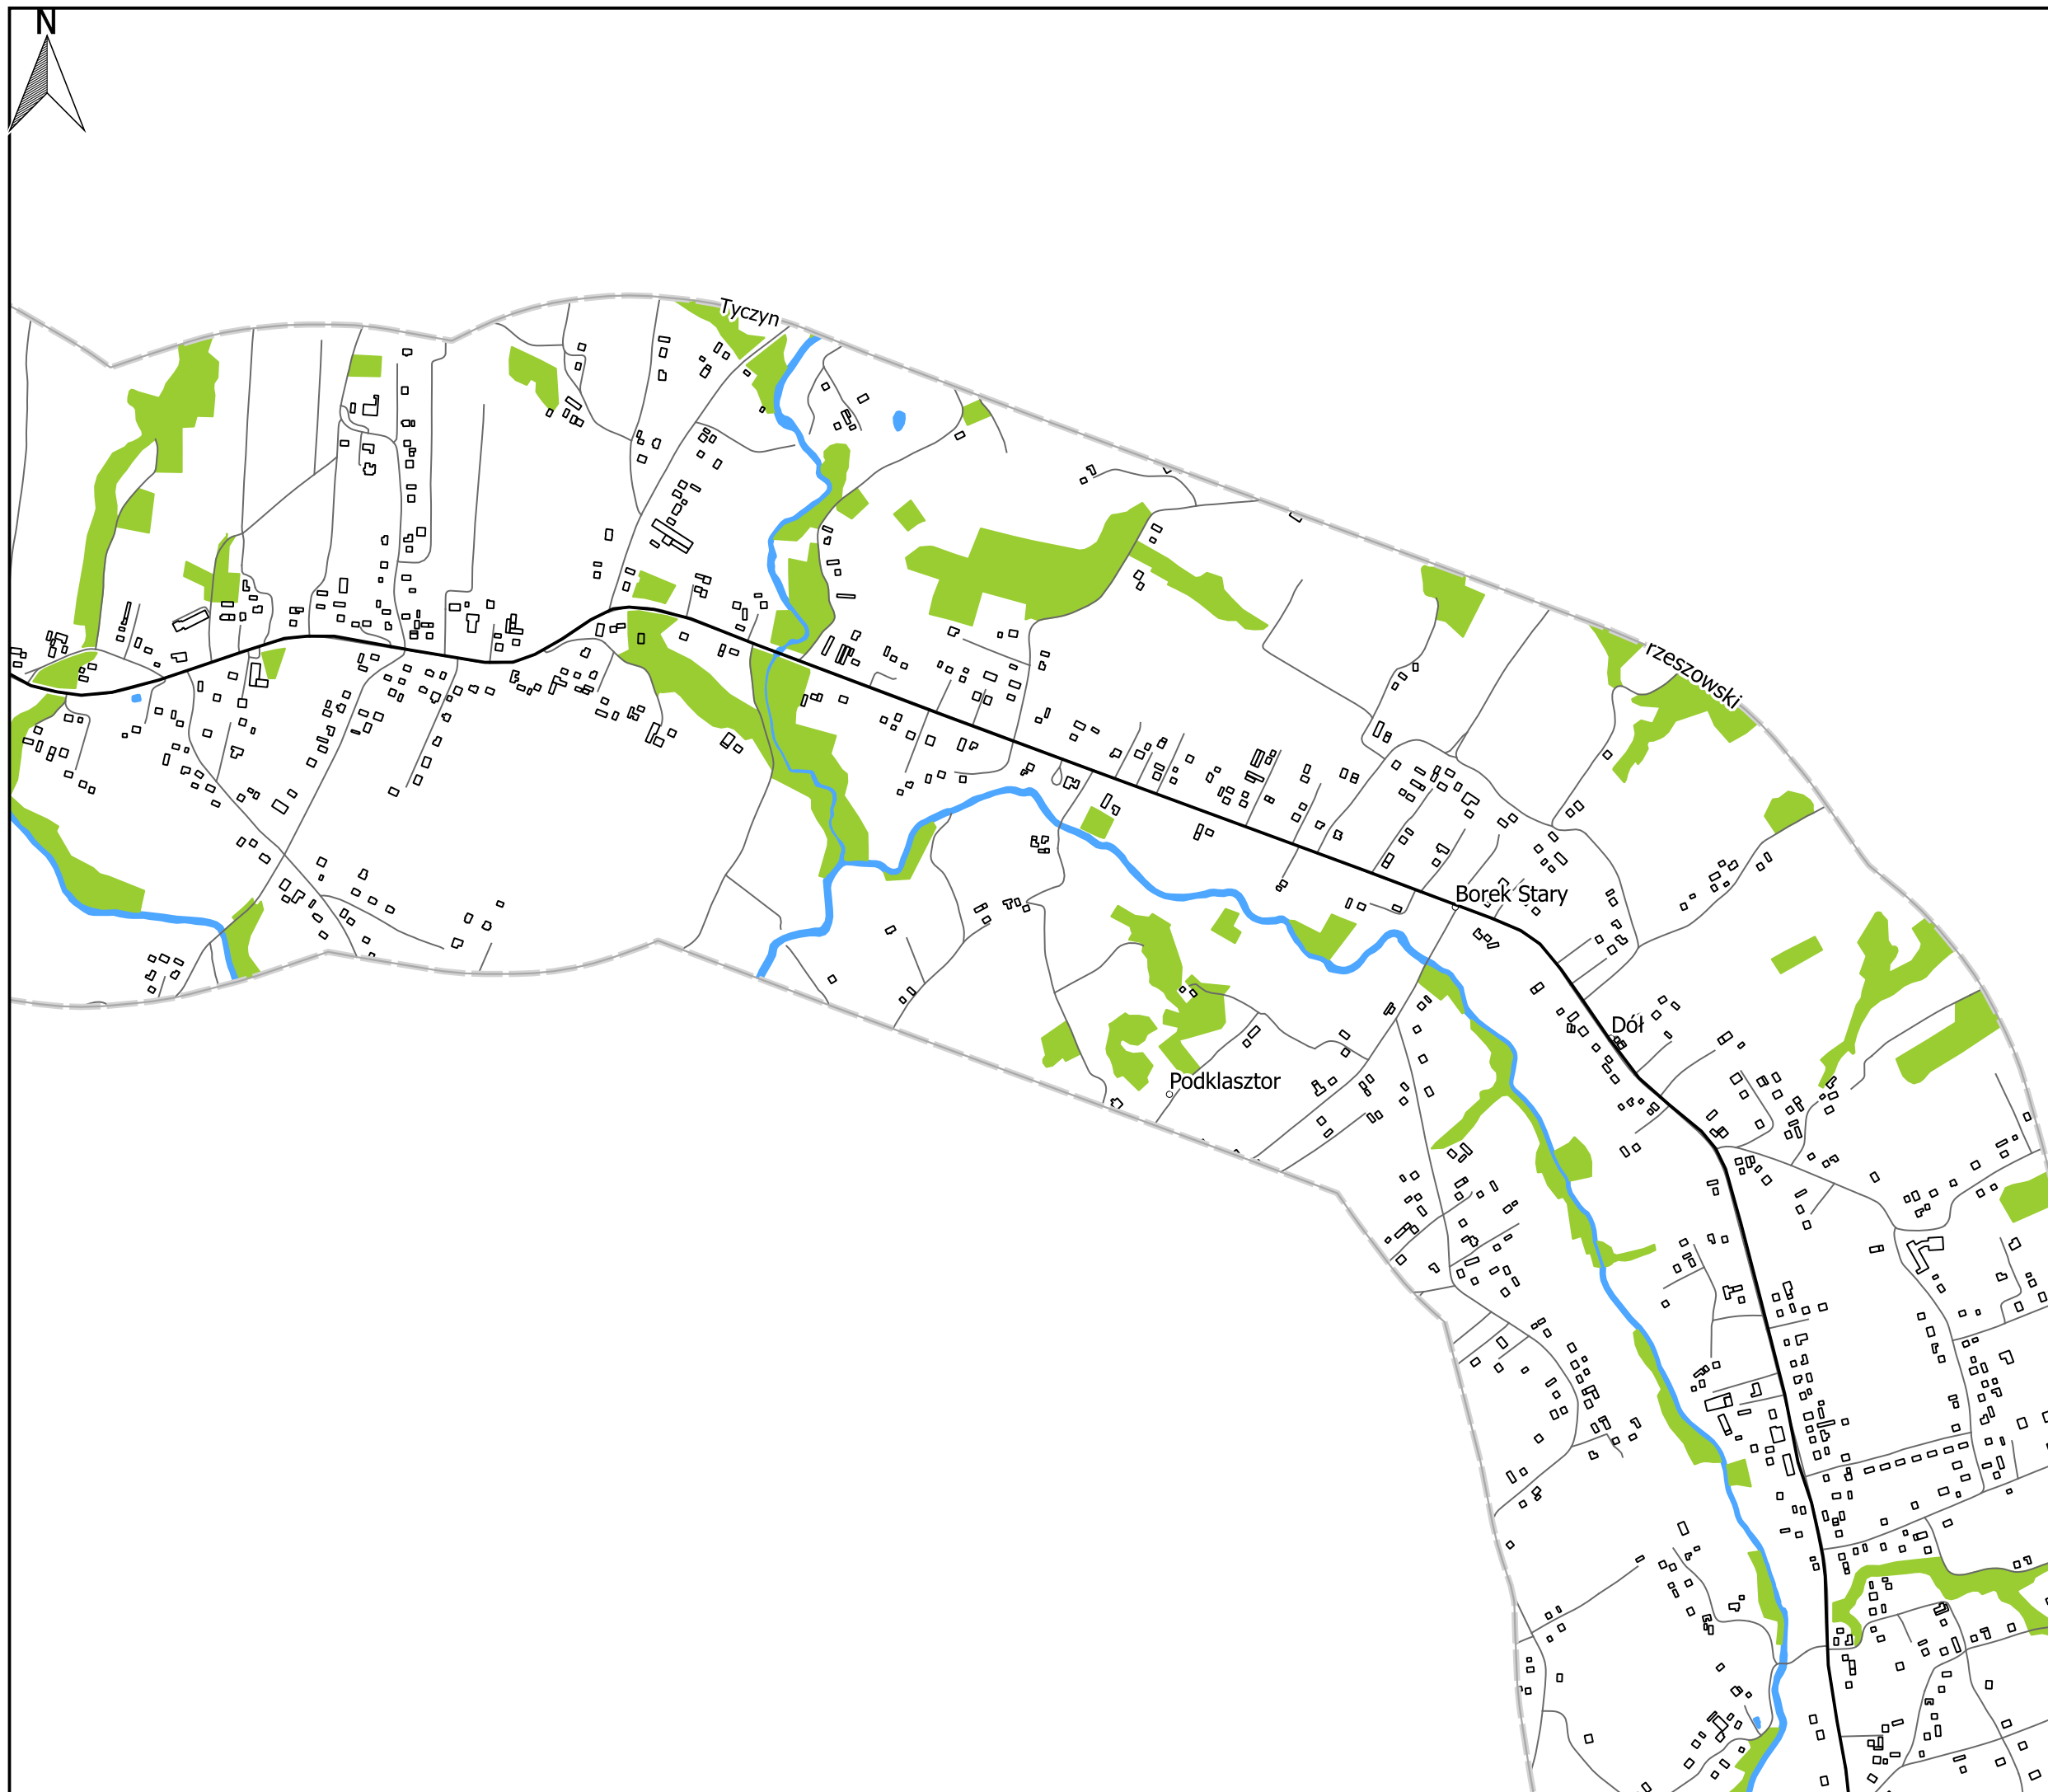 N
Tyczyn
rzeszowski
Borek Stary
Dół
Podklasztor